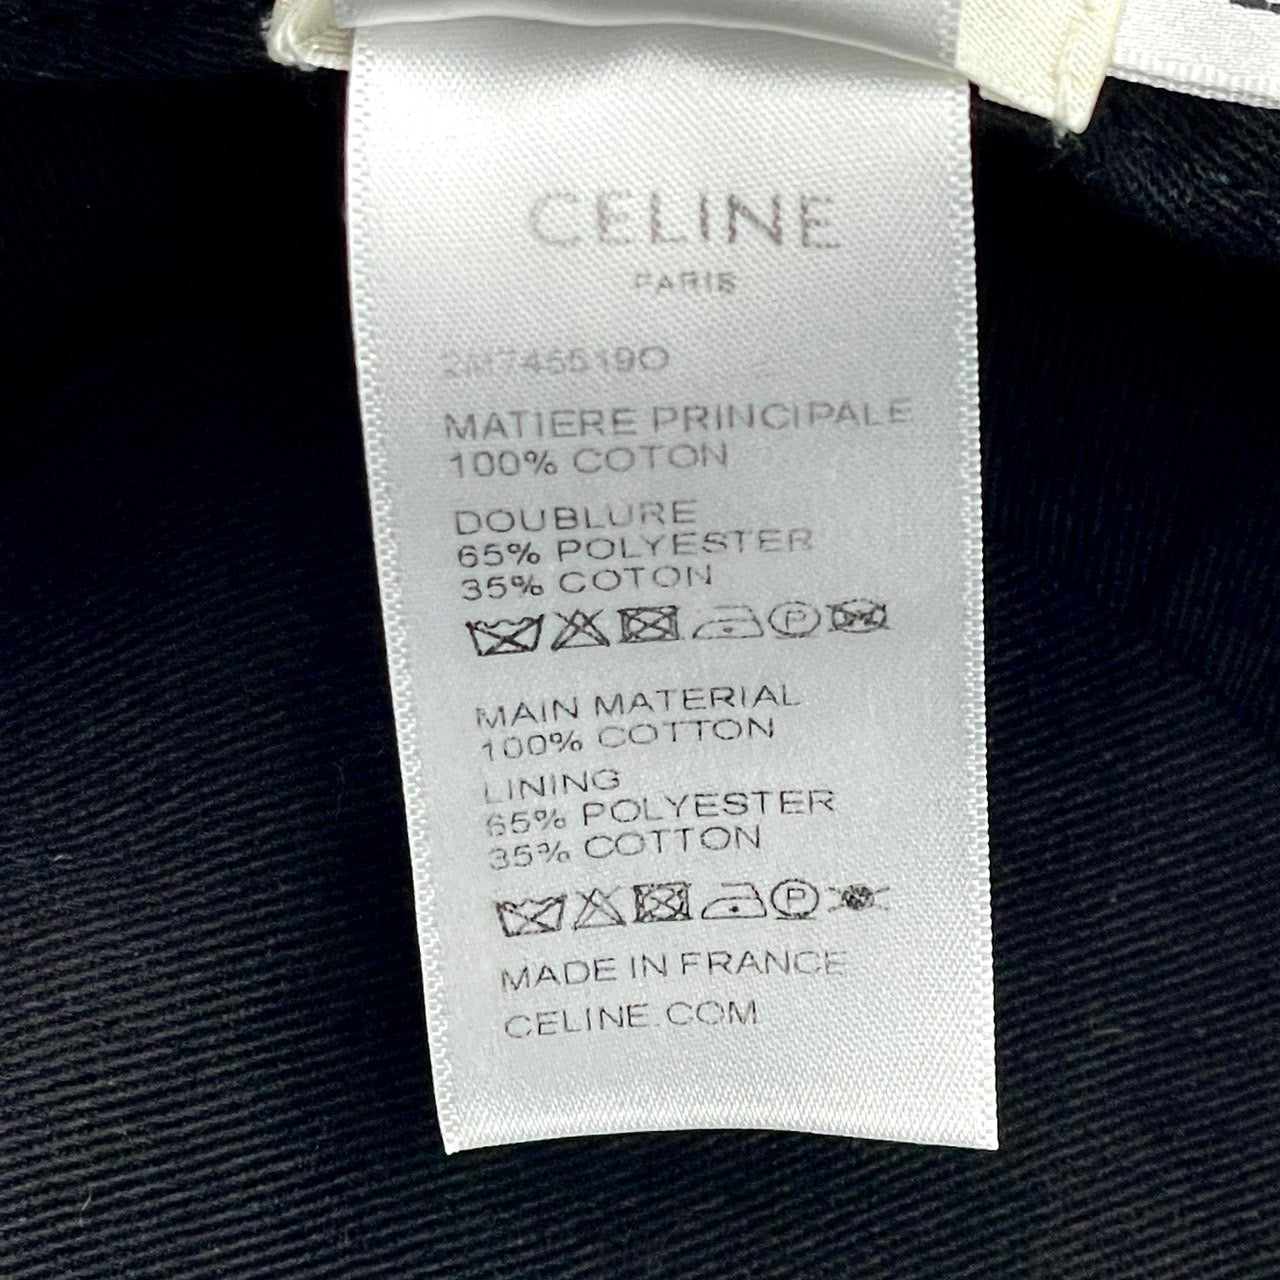 CELINE
PARIS
2M746519O
MATIERE PRINCIPALE
100% COTON
DOUBLURE
65% POLYESTER
35% COTON
P
MAIN MATERIAL
100% COTTON
LINING
65% POLYESTER
35% COTTON
P
MADE IN FRANCE
CELINE.COM